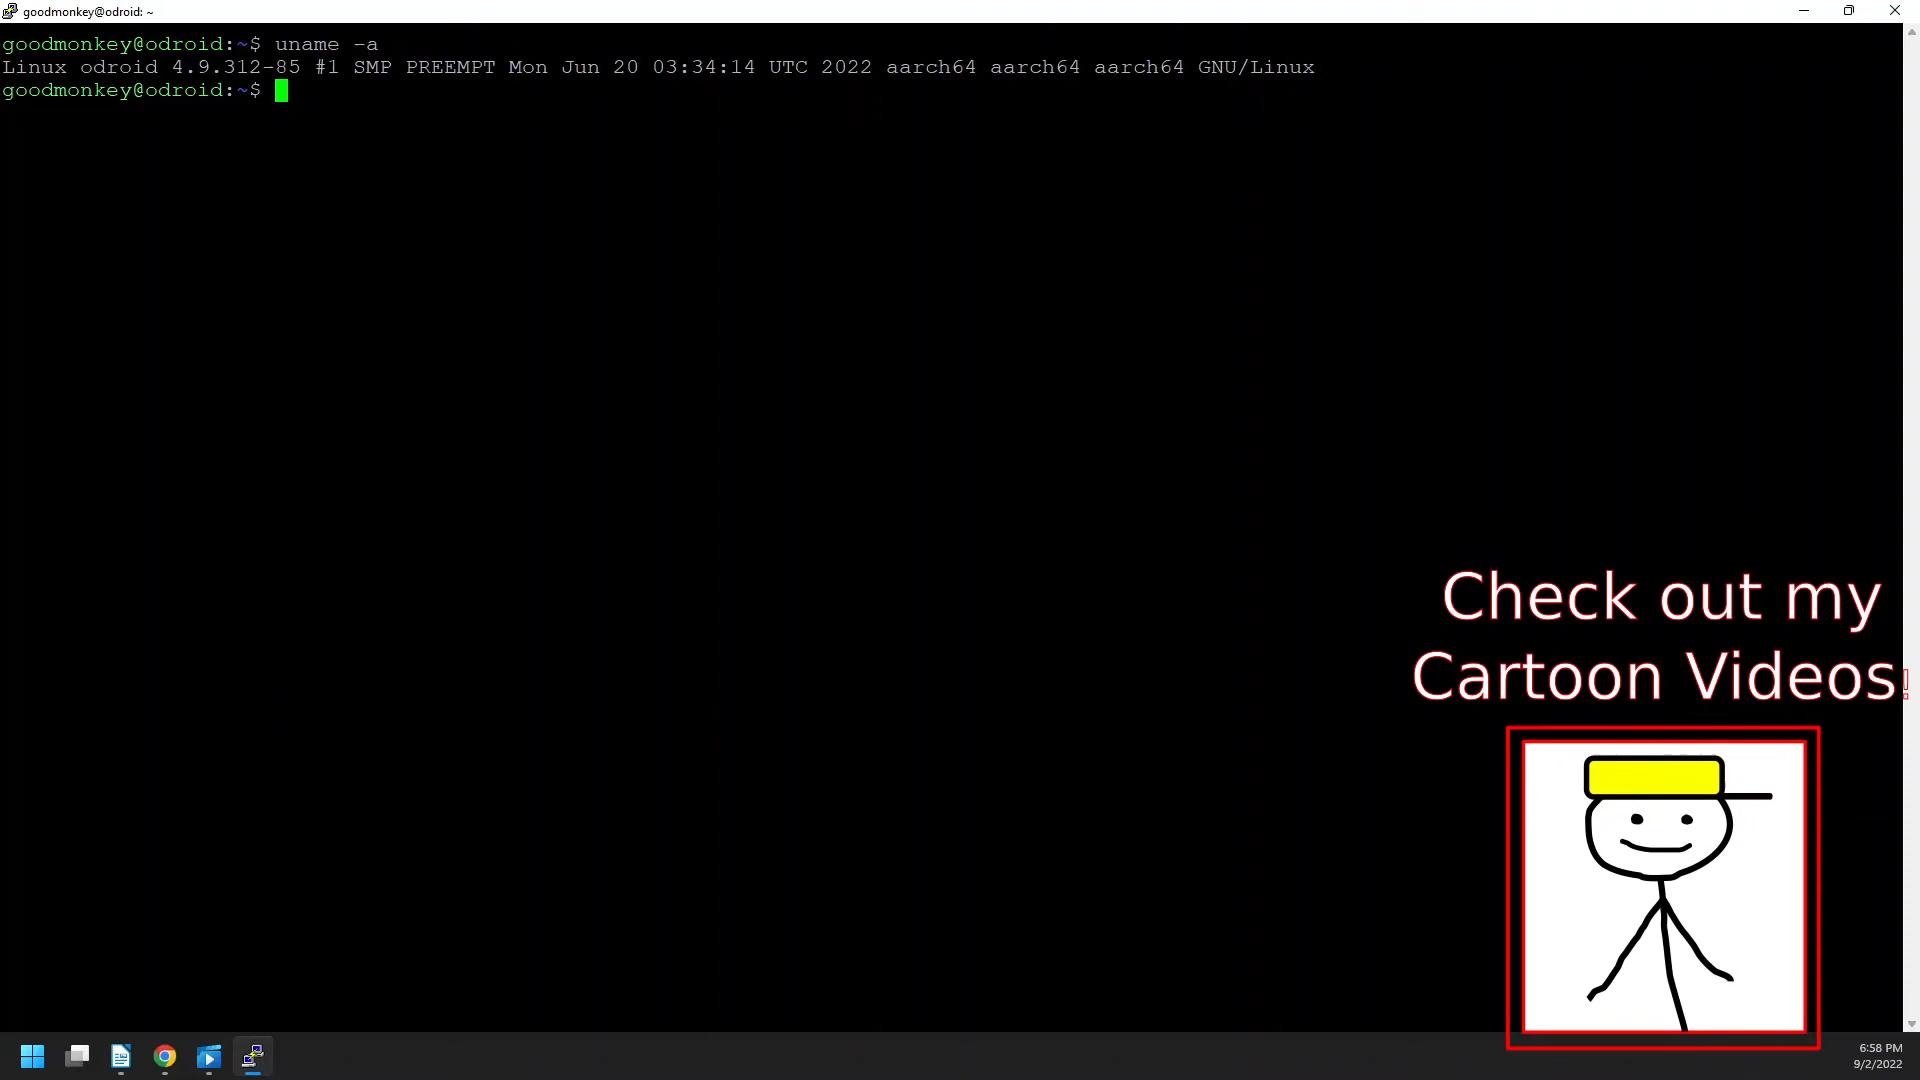 goodmonkey@odroid: ~
goodmonkey@odroid:~$ uname -a
Linux odroid 4.9.312-85 #1 SMP PREEMPT Mon Jun 20 03:34:14 UTC 2022 aarch64 aarch64 aarch64 GNU/Linux
goodmonkey@odroid:~$
Check out my
Cartoon Videos!
6:58 PM
9/2/2022